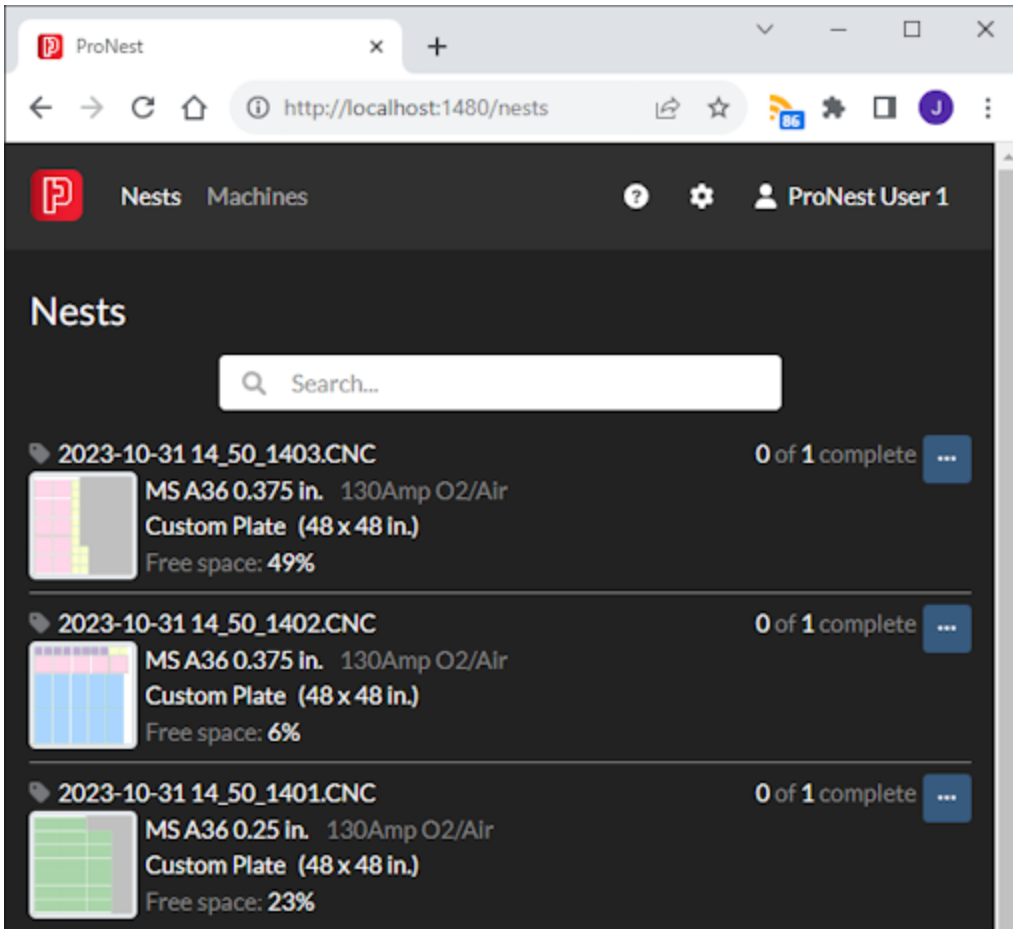 ProNest
http://localhost:1480/nests
86
J
Nests Machines ? ProNest User 1
Nests
Search...
2023-10-31 14_50_1403.CNC 0 of 1 complete ...
MS A36 0.375 in. 130Amp O2/Air
Custom Plate (48 x 48 in.)
Free space: 49%
2023-10-31 14_50_1402.CNC 0 of 1 complete ...
MS A36 0.375 in. 130Amp O2/Air
Custom Plate (48 x 48 in.)
Free space: 6%
2023-10-31 14_50_1401.CNC 0 of 1 complete ...
MS A36 0.25 in. 130Amp O2/Air
Custom Plate (48 x 48 in.)
Free space: 23%